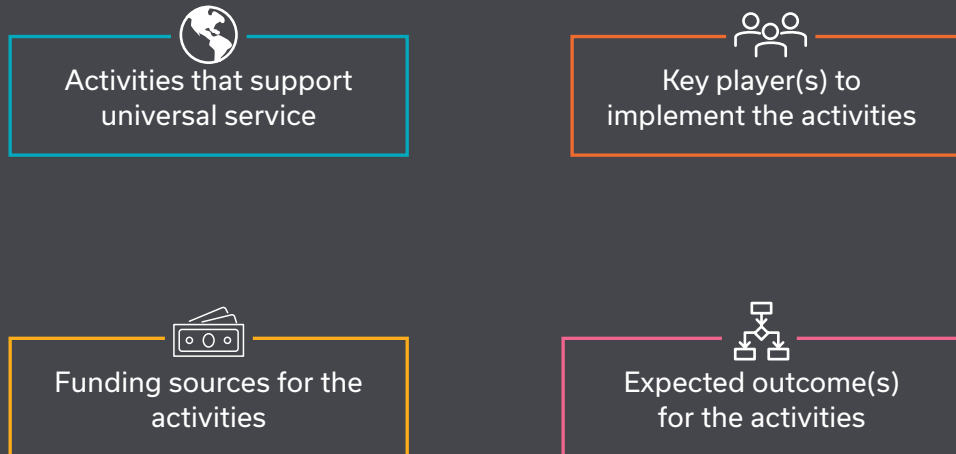 Activities that support
universal service
Key player(s) to
implement the activities
Funding sources for the
activities
Expected outcome(s)
for the activities